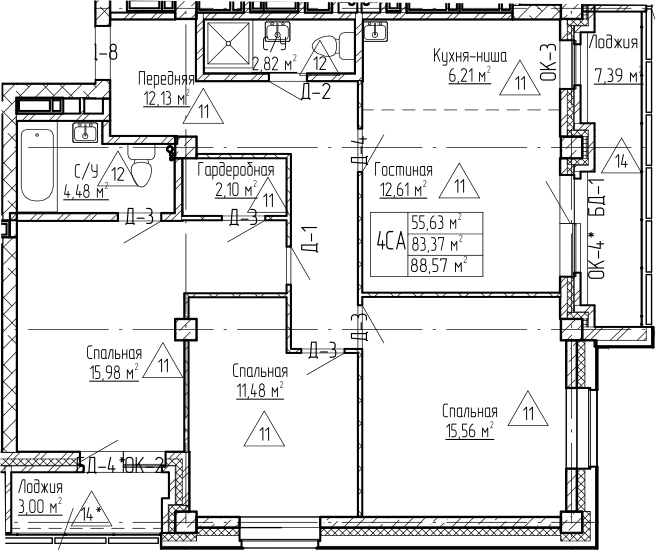 С/У
2,82 м²
12
Кухня-ниша
6,21 м²
11
ОК-3
Лоджия
7,39 м²
14
Передняя
12,13 м²
11
Д-2
Д-4
-8
С/У
4,48 м²
12
Гардеробная
2,10 м²
11
Гостиная
12,61 м²
11
4СА
55,63 м²
83,37 м²
88,57 м²
БД-1
ОК-4*
Д-3
Д-3
Д-1
Д-3
Д-3
Спальная
15,98 м²
11
Спальная
11,48 м²
11
Спальная
15,56 м²
11
Д-4*
ОК-2
Лоджия
3,00 м²
14*